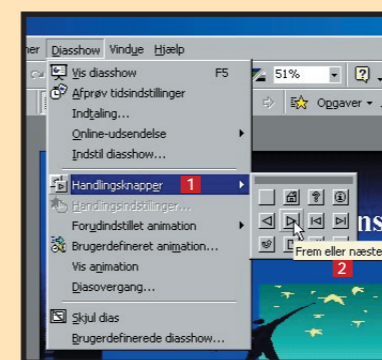 Diasshow Vindue Hjælp
Vis diasshow F5
51%
Afprøv tidsindstillinger
Indtaling...
Opgaver
Online-udsendelse
Indstil diasshow...
Handlingsknapper 1
Handlingsindstillinger...
Forudindstillet animation
Brugerdefineret animation...
Frem eller næste
Vis animation
2
Diasovergang...
Skjul dias
Brugerdefinerede diasshow...